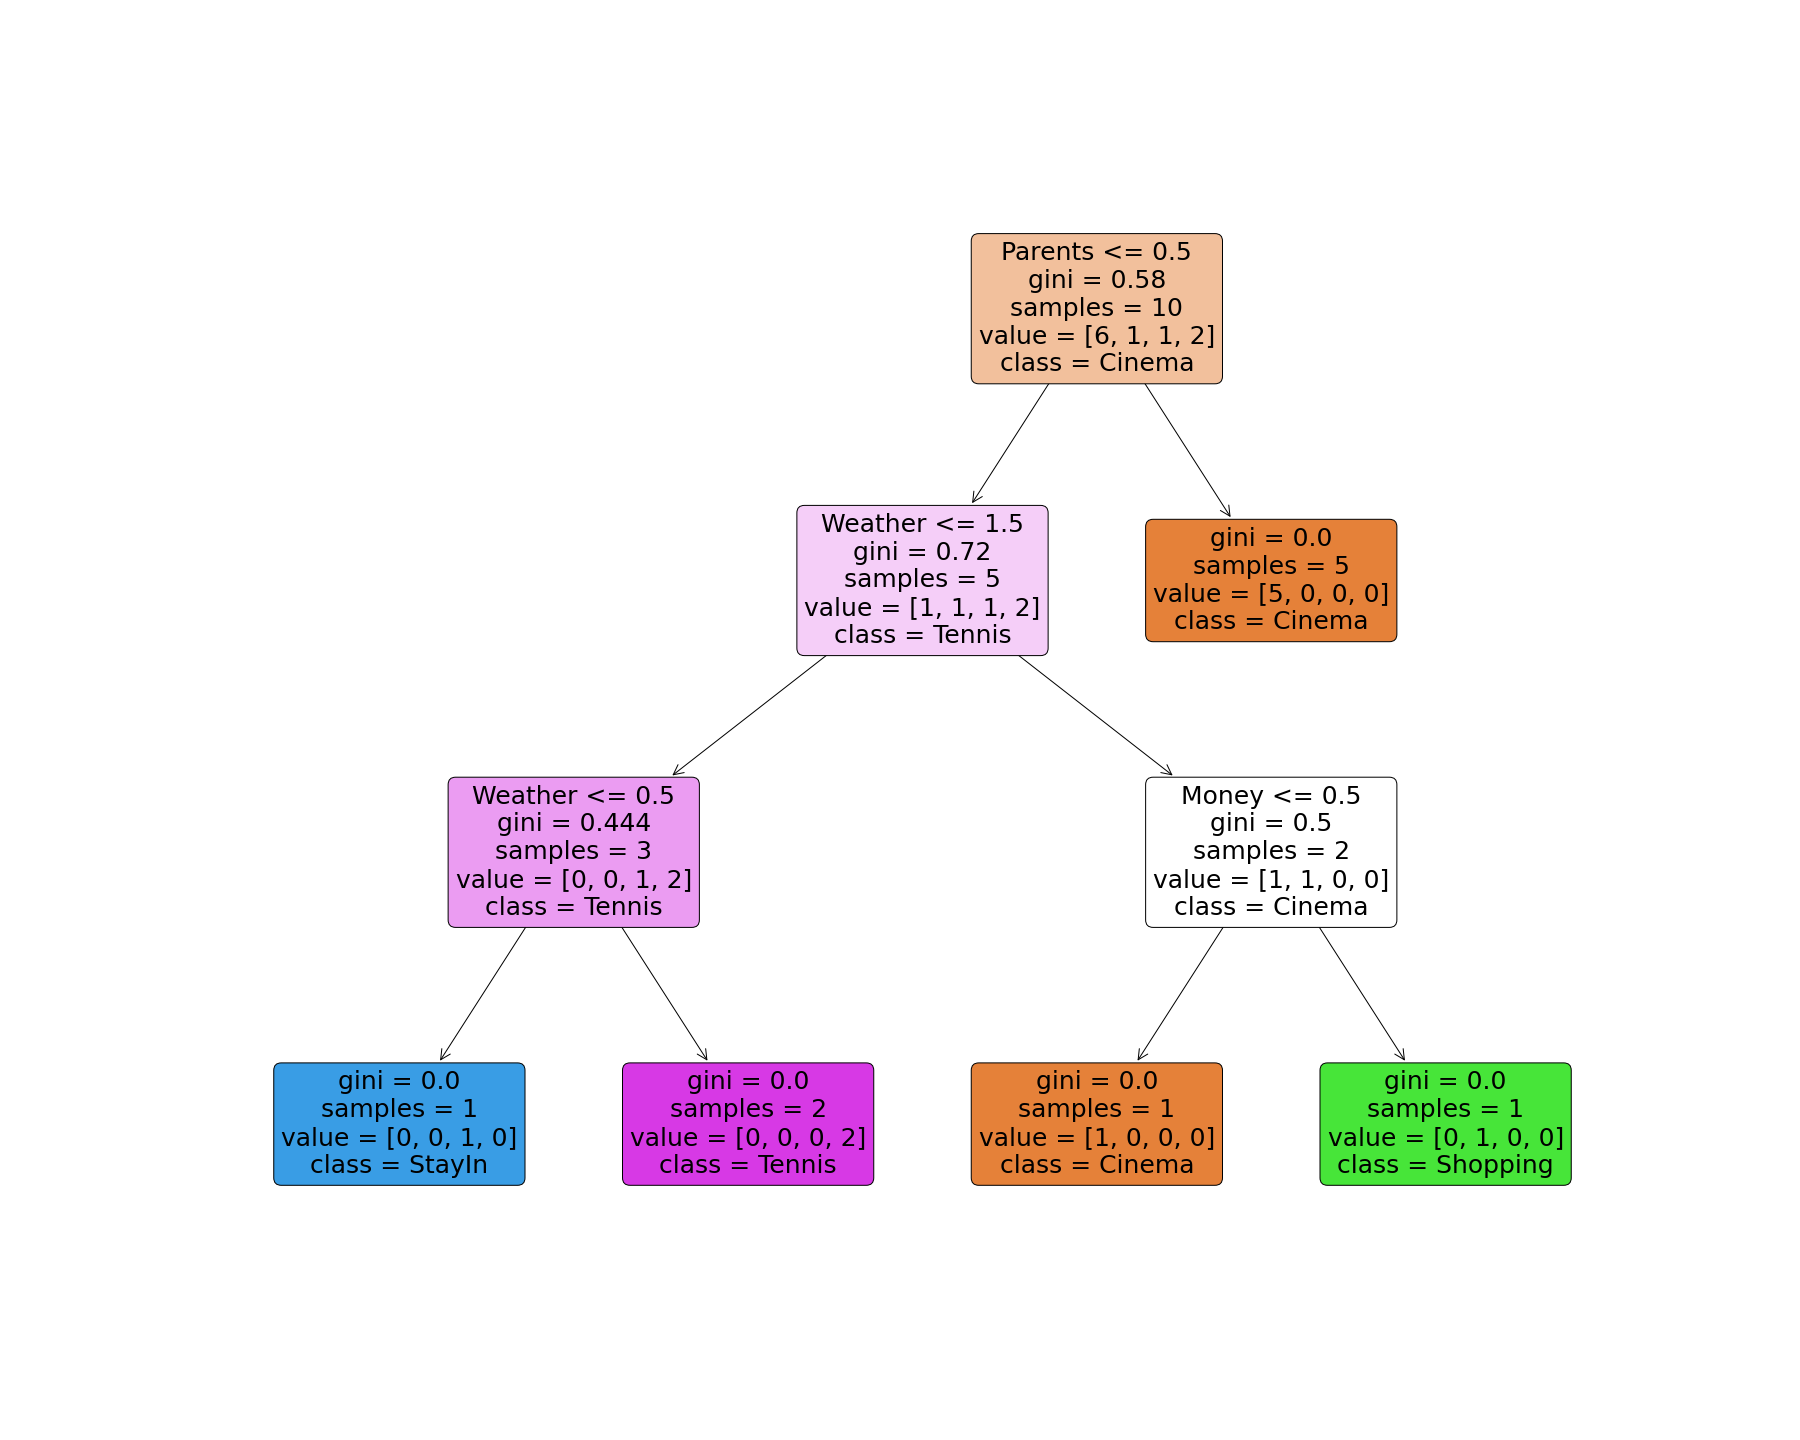 Parents <= 0.5
gini = 0.58
samples = 10
value = [6, 1, 1, 2]
class = Cinema
Weather <= 1.5
gini = 0.72
samples = 5
value = [1, 1, 1, 2]
class = Tennis
gini = 0.0
samples = 5
value = [5, 0, 0, 0]
class = Cinema
Weather <= 0.5
gini = 0.444
samples = 3
value = [0, 0, 1, 2]
class = Tennis
Money <= 0.5
gini = 0.5
samples = 2
value = [1, 1, 0, 0]
class = Cinema
gini = 0.0
samples = 1
value = [0, 0, 1, 0]
class = StayIn
gini = 0.0
samples = 2
value = [0, 0, 0, 2]
class = Tennis
gini = 0.0
samples = 1
value = [1, 0, 0, 0]
class = Cinema
gini = 0.0
samples = 1
value = [0, 1, 0, 0]
class = Shopping